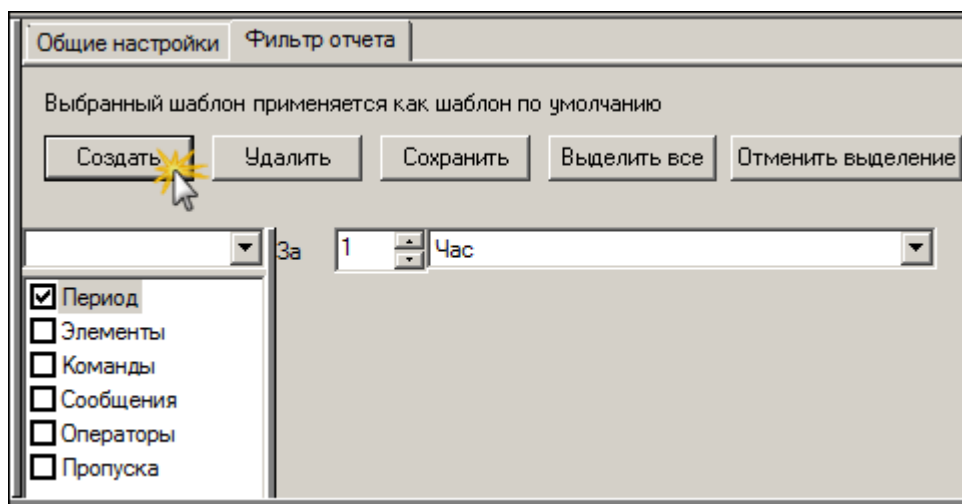 Общие настройки Фильтр отчета
Выбранный шаблон применяется как шаблон по умолчанию
Создать Удалить Сохранить Выделить все Отменить выделение
За 1 Час
Период
Элементы
Команды
Сообщения
Операторы
Пропуска